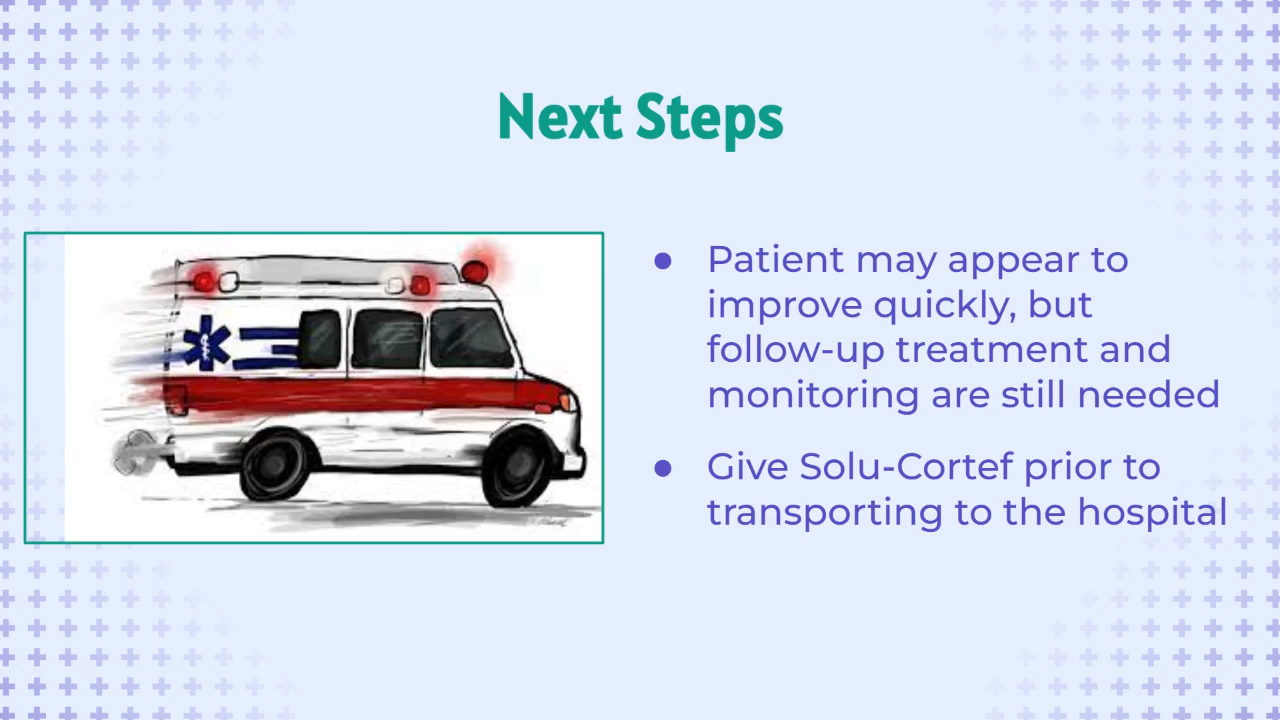 Next Steps
● Patient may appear to
improve quickly, but
follow-up treatment and
monitoring are still needed
● Give Solu-Cortef prior to
transporting to the hospital